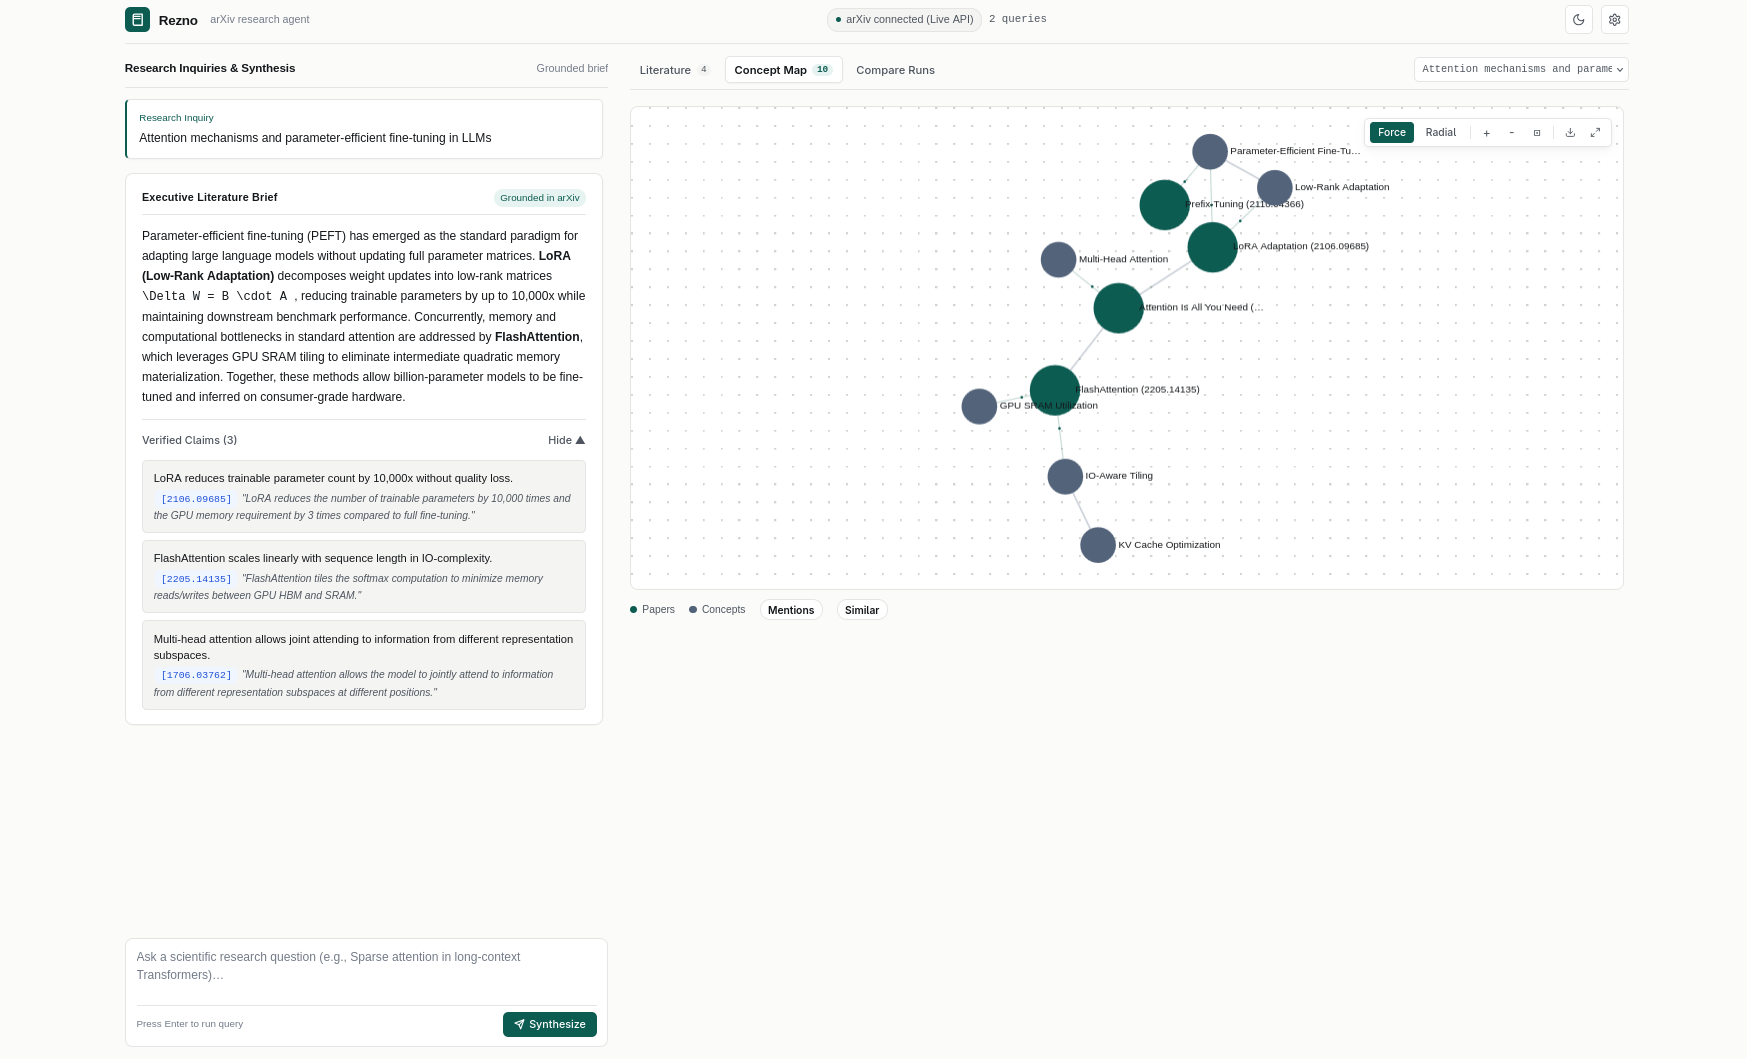 Rezno arXiv research agent
arXiv connected (Live API) 2 queries
Research Inquiries & Synthesis
Grounded brief
Research Inquiry
Attention mechanisms and parameter-efficient fine-tuning in LLMs
Executive Literature Brief
Grounded in arXiv
Parameter-efficient fine-tuning (PEFT) has emerged as the standard paradigm for
adapting large language models without updating full parameter matrices. LoRA
(Low-Rank Adaptation) decomposes weight updates into low-rank matrices
\Delta W = B \cdot A , reducing trainable parameters by up to 10,000x while
maintaining downstream benchmark performance. Concurrently, memory and
computational bottlenecks in standard attention are addressed by FlashAttention,
which leverages GPU SRAM tiling to eliminate intermediate quadratic memory
materialization. Together, these methods allow billion-parameter models to be fine-
tuned and inferred on consumer-grade hardware.
Verified Claims (3)
Hide ▲
LoRA reduces trainable parameter count by 10,000x without quality loss.
[2106.09685] "LoRA reduces the number of trainable parameters by 10,000 times and
the GPU memory requirement by 3 times compared to full fine-tuning."
FlashAttention scales linearly with sequence length in IO-complexity.
[2205.14135] "FlashAttention tiles the softmax computation to minimize memory
reads/writes between GPU HBM and SRAM."
Multi-head attention allows joint attending to information from different representation
subspaces.
[1706.03762] "Multi-head attention allows the model to jointly attend to information
from different representation subspaces at different positions."
Ask a scientific research question (e.g., Sparse attention in long-context
Transformers)…
Press Enter to run query
Synthesize
Literature 4
Concept Map 10
Compare Runs
Attention mechanisms and parame
Force
Radial
+
-
Parameter-Efficient Fine-Tu…
Low-Rank Adaptation
Prefix-Tuning (2110.04366)
LoRA Adaptation (2106.09685)
Multi-Head Attention
Attention Is All You Need (…
FlashAttention (2205.14135)
GPU SRAM Utilization
IO-Aware Tiling
KV Cache Optimization
Papers
Concepts
Mentions
Similar